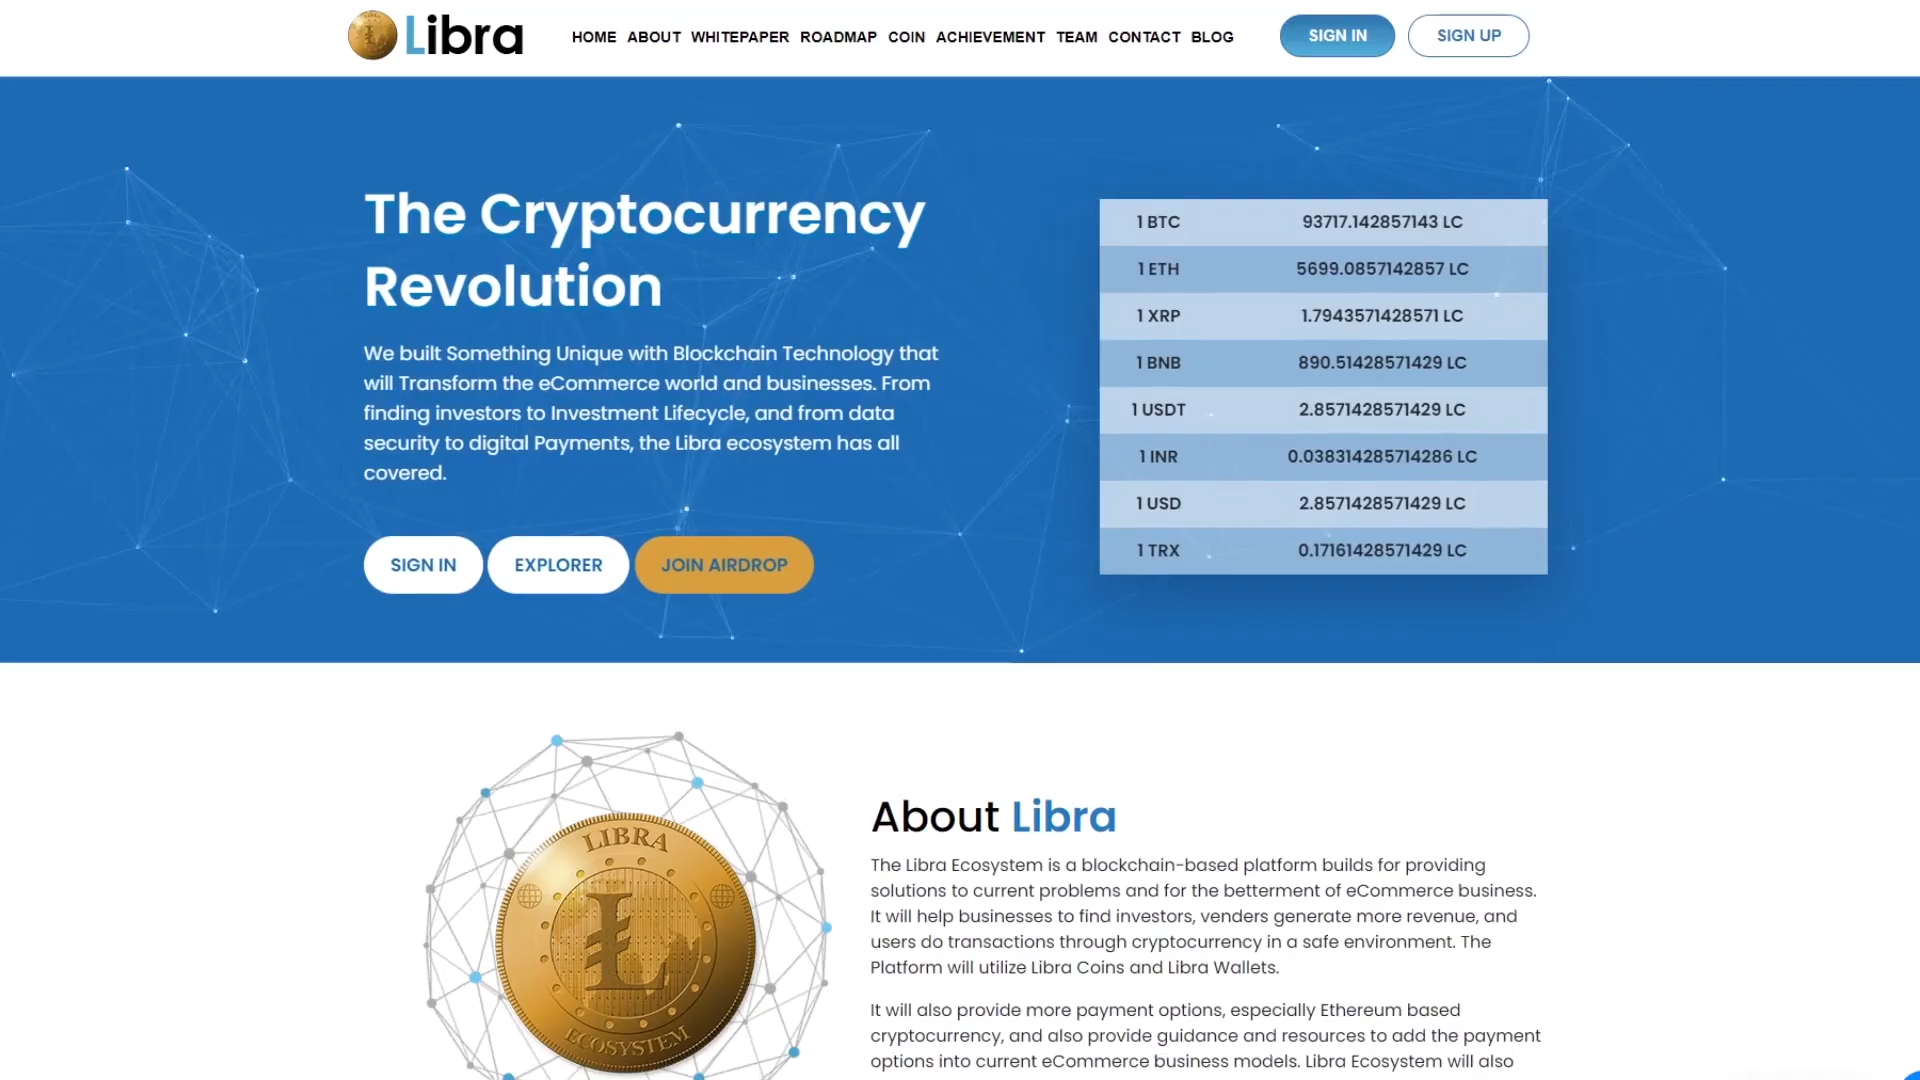 Libra
HOME ABOUT WHITEPAPER ROADMAP COIN ACHIEVEMENT TEAM CONTACT BLOG
SIGN IN SIGN UP
The Cryptocurrency
Revolution
We built Something Unique with Blockchain Technology that
will Transform the eCommerce world and businesses. From
finding investors to Investment Lifecycle, and from data
security to digital Payments, the Libra ecosystem has all
covered.
SIGN IN EXPLORER JOIN AIRDROP
1 BTC 93717.142857143 LC
1 ETH 5699.0857142857 LC
1 XRP 1.7943571428571 LC
1 BNB 890.51428571429 LC
1 USDT 2.8571428571429 LC
1 INR 0.038314285714286 LC
1 USD 2.8571428571429 LC
1 TRX 0.17161428571429 LC
LIBRA
L
ECOSYSTEM
About Libra
The Libra Ecosystem is a blockchain-based platform builds for providing
solutions to current problems and for the betterment of eCommerce business.
It will help businesses to find investors, venders generate more revenue, and
users do transactions through cryptocurrency in a safe environment. The
Platform will utilize Libra Coins and Libra Wallets.
It will also provide more payment options, especially Ethereum based
cryptocurrency, and also provide guidance and resources to add the payment
options into current eCommerce business models. Libra Ecosystem will also